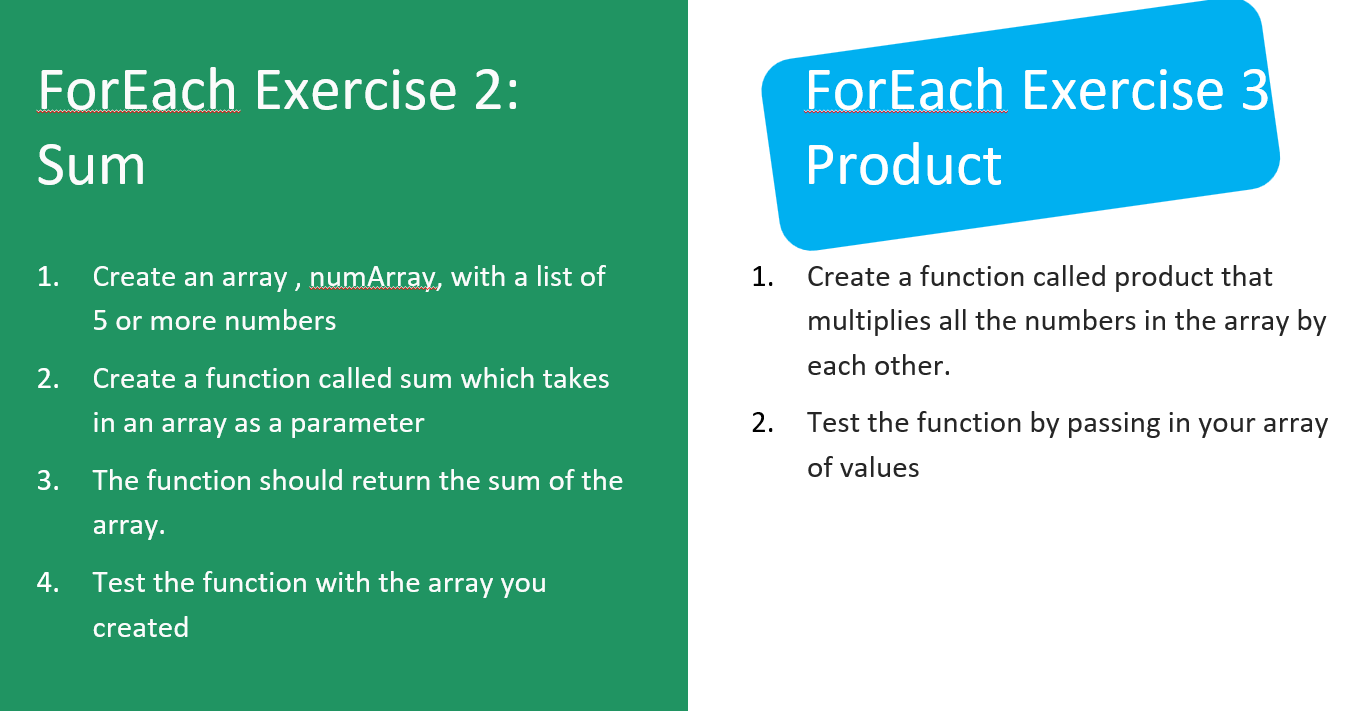 ForEach Exercise 2:
Sum
1. Create an array , numArray, with a list of
5 or more numbers
2. Create a function called sum which takes
in an array as a parameter
3. The function should return the sum of the
array.
4. Test the function with the array you
created
ForEach Exercise 3
Product
1. Create a function called product that
multiplies all the numbers in the array by
each other.
2. Test the function by passing in your array
of values